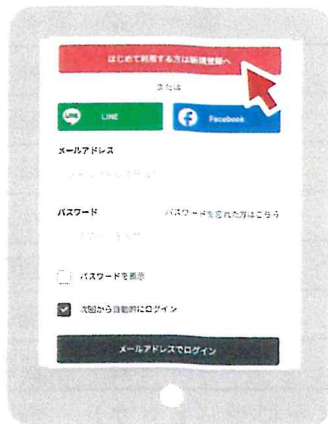 はじめて利用する方は新規登録へ
または
LINE LINE
Facebook
メールアドレス
パスワード パスワードを忘れた方はこちら
パスワードを表示
次回から自動的にログイン
メールアドレスでログイン